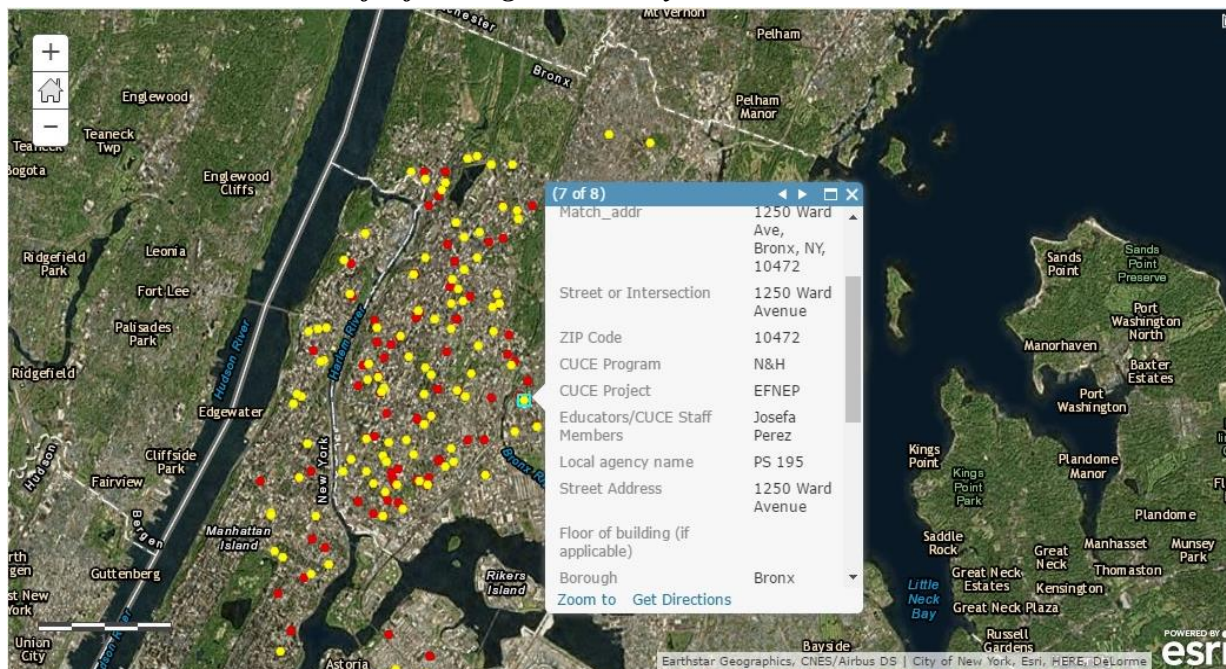 Mt Vernon
chester
Pelham
Bronx
Pelham
Manor
Englewood
Teaneck
Twp
Bogota
Englewood
Cliffs
Ridgefield
Park
Leonia
Fort Lee
Palisades
Park
Ridgefield
Edgewater
Cliffside
Park
Fairview
Hudson
Bergen
Guttenberg
Union
City
Hudson River
Hudson River
Harlem River
New York
Manhattan
Island
Astoria
Rikers
Island
(7 of 8)
Match_addr 1250 Ward
Ave,
Bronx, NY,
10472
Street or Intersection 1250 Ward
Avenue
ZIP Code 10472
CUCE Program N&H
CUCE Project EFNEP
Educators/CUCE Staff Josefa
Members Perez
Local agency name PS 195
Street Address 1250 Ward
Avenue
Floor of building (if
applicable)
Borough Bronx
Zoom to Get Directions
Sands
Point
Sands
Point
Preserve
Port
Washington
North
Manorhaven
Baxter
Estates
Port
Washington
Kings
Point
Kings
Point
Park
Plandome
Manor
Plandome
Saddle
Rock
Great
Neck
Manhasset
Munsey
Park
Great Neck
Estates
Thomaston
Kensington
Little
Neck
Bay
Great Neck Plaza
Russell
Gardens
Bayside
POWERED BY
esri
Earthstar Geographics, CNES/Airbus DS | City of New York, Esri, HERE, DeLorme